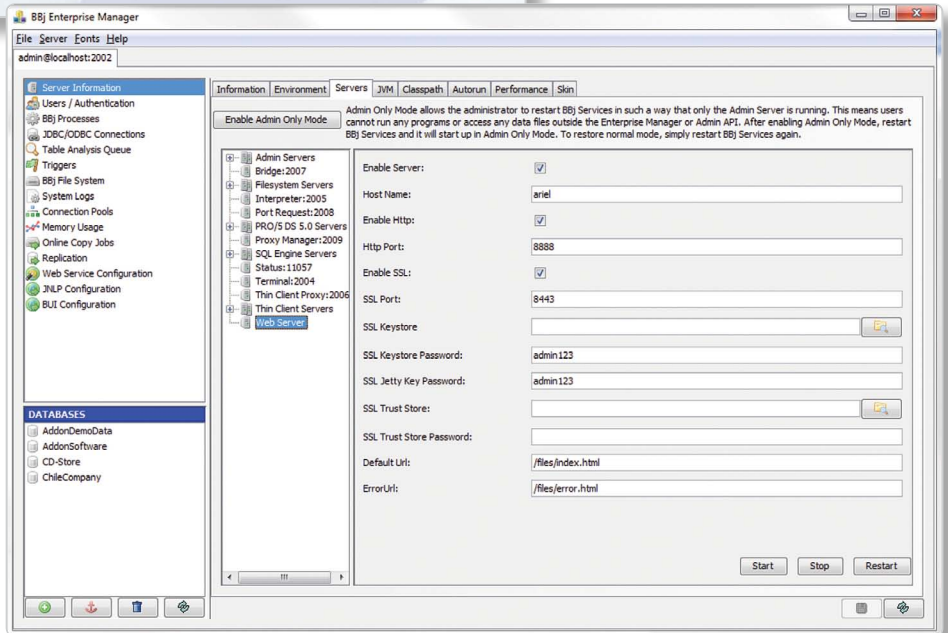 BBj Enterprise Manager
File Server Fonts Help
admin@localhost:2002
Server Information
Users / Authentication
BBj Processes
JDBC/ODBC Connections
Table Analysis Queue
Triggers
BBj File System
System Logs
Connection Pools
Memory Usage
Online Copy Jobs
Replication
Web Service Configuration
JNLP Configuration
BUI Configuration
DATABASES
AddonDemoData
AddonSoftware
CD-Store
ChileCompany
Information Environment Servers JVM Classpath Autorun Performance Skin
Enable Admin Only Mode
Admin Only Mode allows the administrator to restart BBj Services in such a way that only the Admin Server is running. This means users
cannot run any programs or access any data files outside the Enterprise Manager or Admin API. After enabling Admin Only Mode, restart
BBj Services and it will start up in Admin Only Mode. To restore normal mode, simply restart BBj Services again.
Admin Servers
Bridge:2007
Filesystem Servers
Interpreter:2005
Port Request:2008
PRO/5 DS 5.0 Servers
Proxy Manager:2009
SQL Engine Servers
Status:11057
Terminal:2004
Thin Client Proxy:2006
Thin Client Servers
Web Server
Enable Server:
Host Name: ariel
Enable Http:
Http Port: 8888
Enable SSL:
SSL Port: 8443
SSL Keystore
SSL Keystore Password: admin123
SSL Jetty Key Password: admin123
SSL Trust Store:
SSL Trust Store Password:
Default Url: /files/index.html
ErrorUrl: /files/error.html
Start Stop Restart